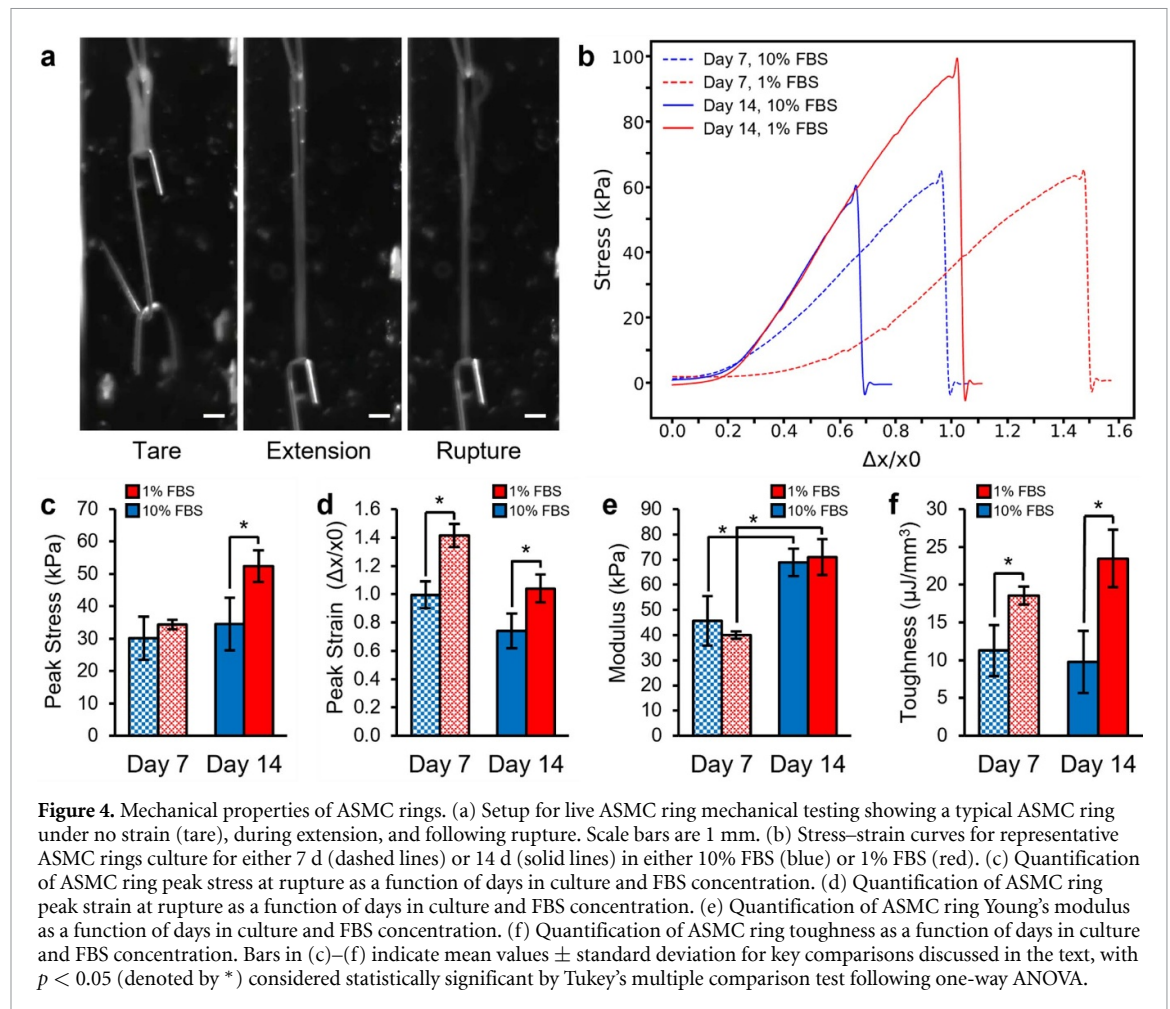 a
Tare
Extension
Rupture
b
Stress (kPa)
100
80
60
40
20
0
Day 7, 10% FBS
Day 7, 1% FBS
Day 14, 10% FBS
Day 14, 1% FBS
0.0 0.2 0.4 0.6 0.8 1.0 1.2 1.4 1.6
Δx/x0
c
1% FBS
10% FBS
Peak Stress (kPa)
70
60
50
40
30
20
10
0
*
Day 7 Day 14
d
1% FBS
10% FBS
Peak Strain (Δx/x0)
1.6
1.4
1.2
1.0
0.8
0.6
0.4
0.2
0.0
*
*
Day 7 Day 14
e
1% FBS
10% FBS
Modulus (kPa)
90
80
70
60
50
40
30
20
10
0
* *
Day 7 Day 14
f
1% FBS
10% FBS
Toughness (μJ/mm³)
30
25
20
15
10
5
0
*
*
Day 7 Day 14
Figure 4. Mechanical properties of ASMC rings. (a) Setup for live ASMC ring mechanical testing showing a typical ASMC ring
under no strain (tare), during extension, and following rupture. Scale bars are 1 mm. (b) Stress–strain curves for representative
ASMC rings culture for either 7 d (dashed lines) or 14 d (solid lines) in either 10% FBS (blue) or 1% FBS (red). (c) Quantification
of ASMC ring peak stress at rupture as a function of days in culture and FBS concentration. (d) Quantification of ASMC ring
peak strain at rupture as a function of days in culture and FBS concentration. (e) Quantification of ASMC ring Young's modulus
as a function of days in culture and FBS concentration. (f) Quantification of ASMC ring toughness as a function of days in culture
and FBS concentration. Bars in (c)–(f) indicate mean values ± standard deviation for key comparisons discussed in the text, with
p < 0.05 (denoted by *) considered statistically significant by Tukey's multiple comparison test following one-way ANOVA.